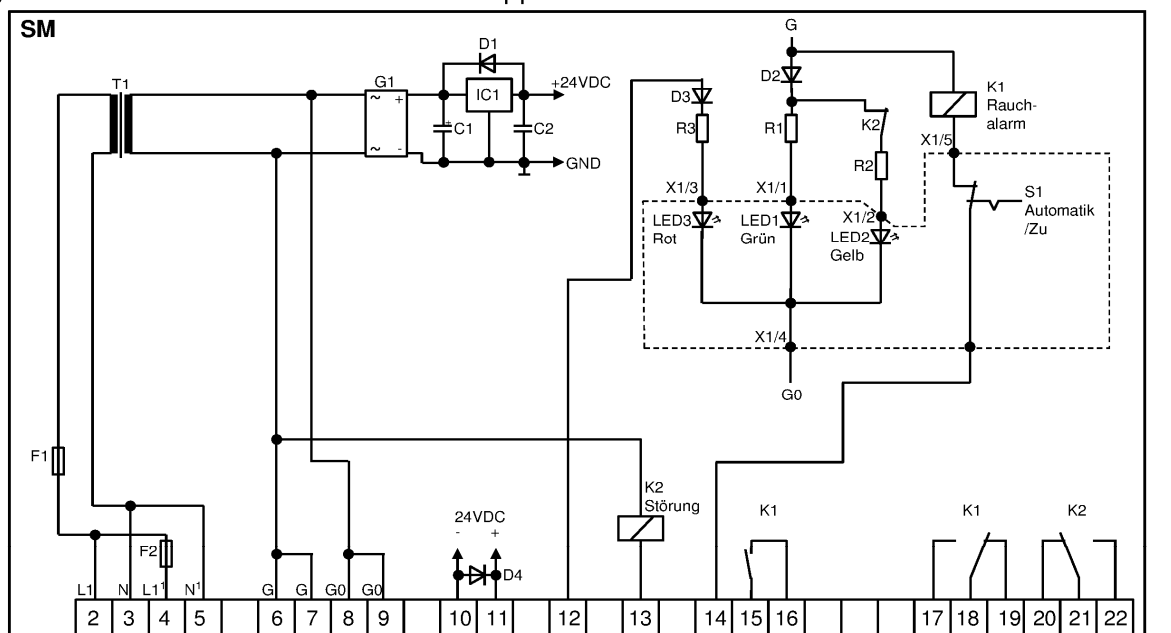 SM
G
D1
T1
G1
~ +
~ -
IC1
+24VDC
C1
C2
GND
D2
D3
R3
R1
K2
R2
K1
Rauch-
alarm
X1/5
X1/3
X1/1
X1/2
LED3
Rot
LED1
Grün
LED2
Gelb
S1
Automatik
/Zu
X1/4
G0
F1
F2
K2
Störung
24VDC
- +
D4
K1
K1
K2
L1 N L1¹ N¹ G G G0 G0
2 3 4 5 6 7 8 9 10 11 12 13 14 15 16 17 18 19 20 21 22